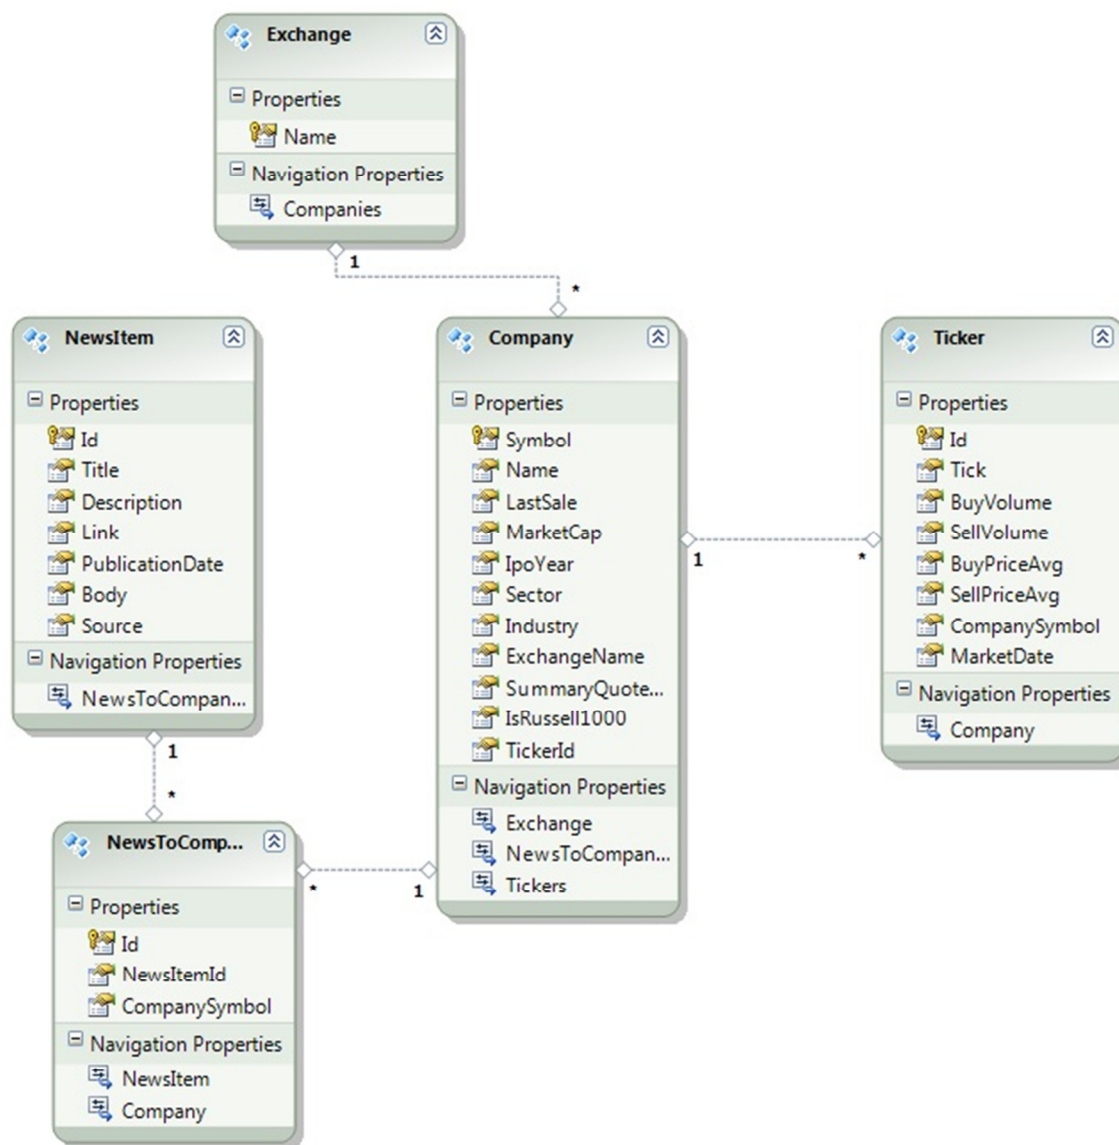 Exchange
Properties
Name
Navigation Properties
Companies
1
*
NewsItem
Properties
Id
Title
Description
Link
PublicationDate
Body
Source
Navigation Properties
NewsToCompan...
1
*
Company
Properties
Symbol
Name
LastSale
MarketCap
IpoYear
Sector
Industry
ExchangeName
SummaryQuote...
IsRussell1000
TickerId
Navigation Properties
Exchange
NewsToCompan...
Tickers
1
*
Ticker
Properties
Id
Tick
BuyVolume
SellVolume
BuyPriceAvg
SellPriceAvg
CompanySymbol
MarketDate
Navigation Properties
Company
NewsToComp...
Properties
Id
NewsItemId
CompanySymbol
Navigation Properties
NewsItem
Company
*
1